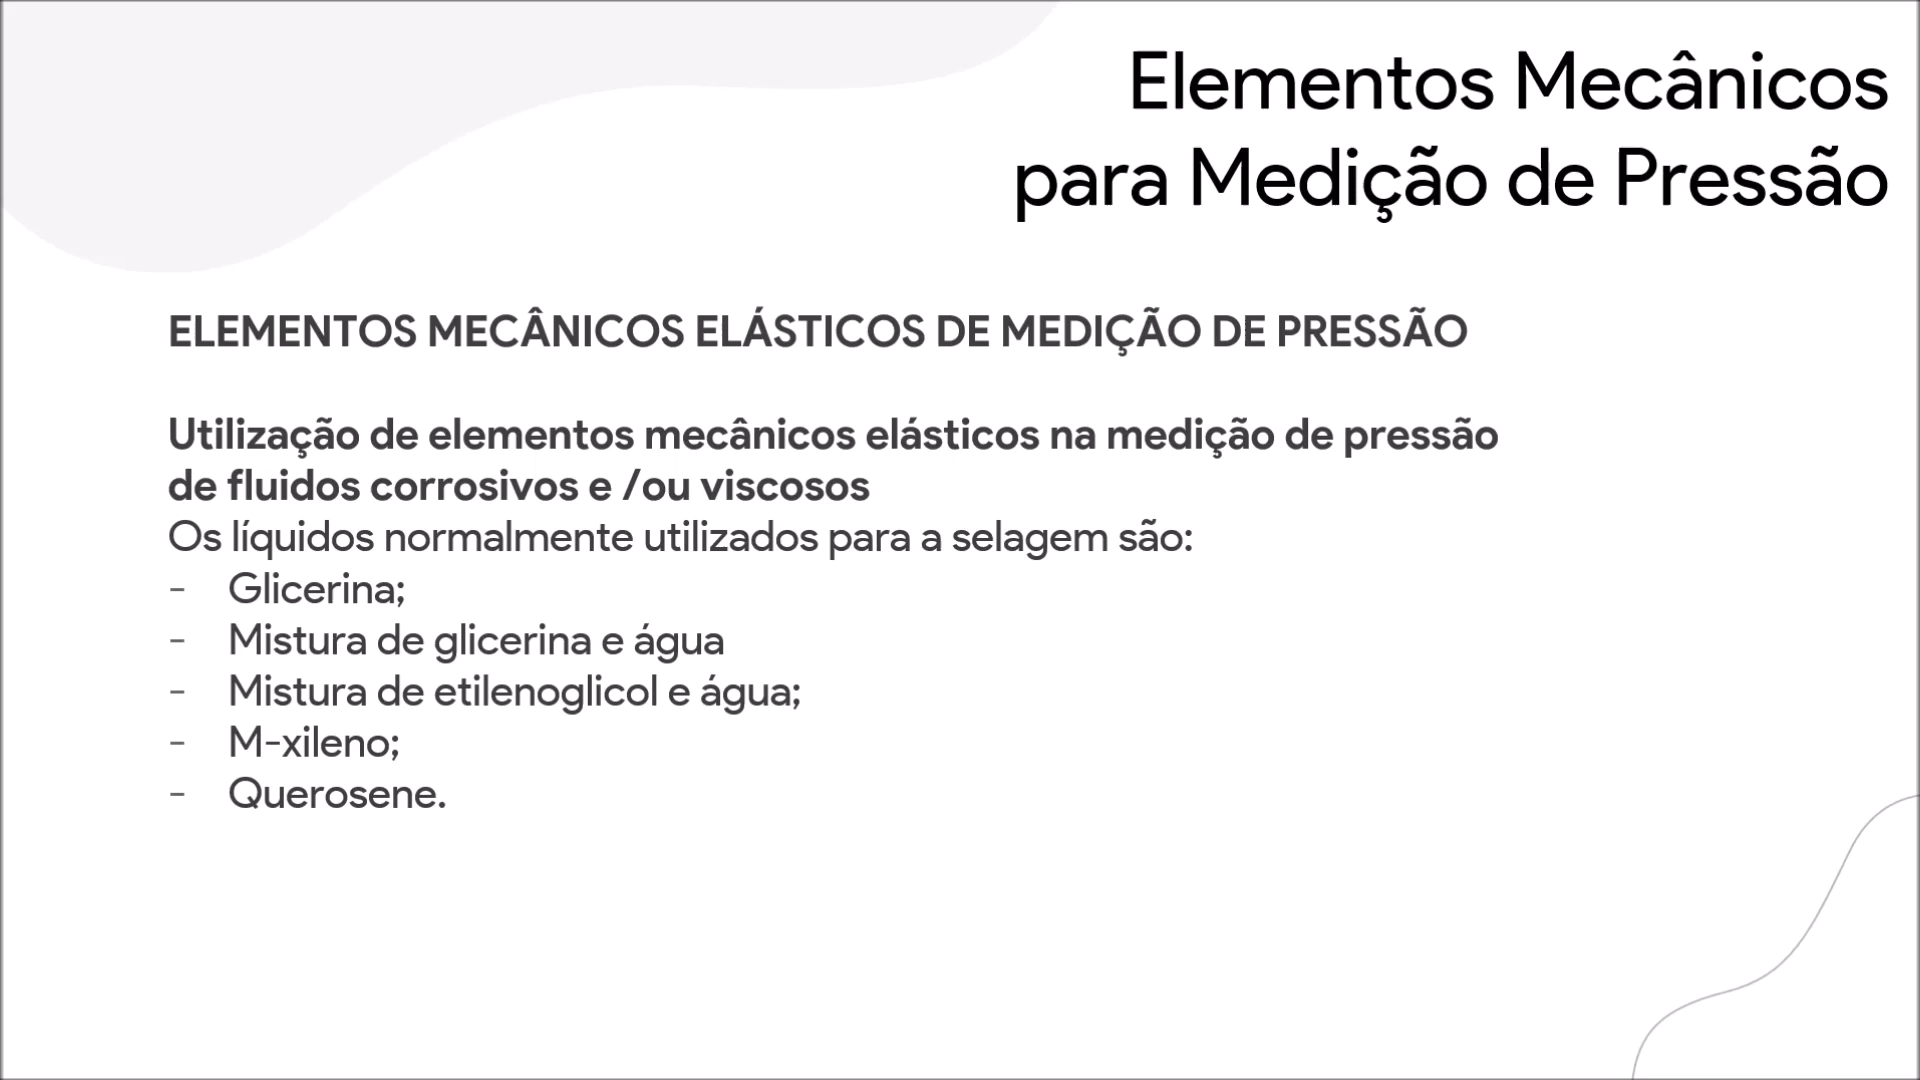 Elementos Mecânicos
para Medição de Pressão
ELEMENTOS MECÂNICOS ELÁSTICOS DE MEDIÇÃO DE PRESSÃO
Utilização de elementos mecânicos elásticos na medição de pressão
de fluidos corrosivos e /ou viscosos
Os líquidos normalmente utilizados para a selagem são:
- Glicerina;
- Mistura de glicerina e água
- Mistura de etilenoglicol e água;
- M-xileno;
- Querosene.